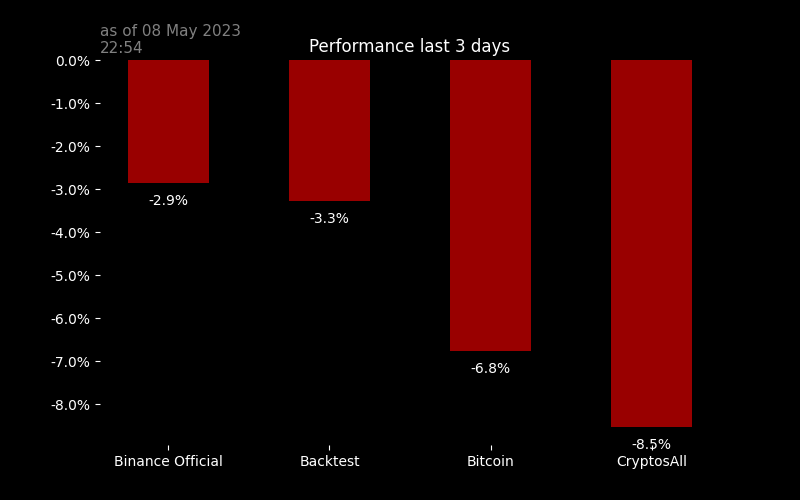 as of 08 May 2023
22:54
Performance last 3 days
0.0%
-1.0%
-2.0%
-3.0%
-4.0%
-5.0%
-6.0%
-7.0%
-8.0%
-2.9%
-3.3%
-6.8%
-8.5%
Binance Official
Backtest
Bitcoin
CryptosAll